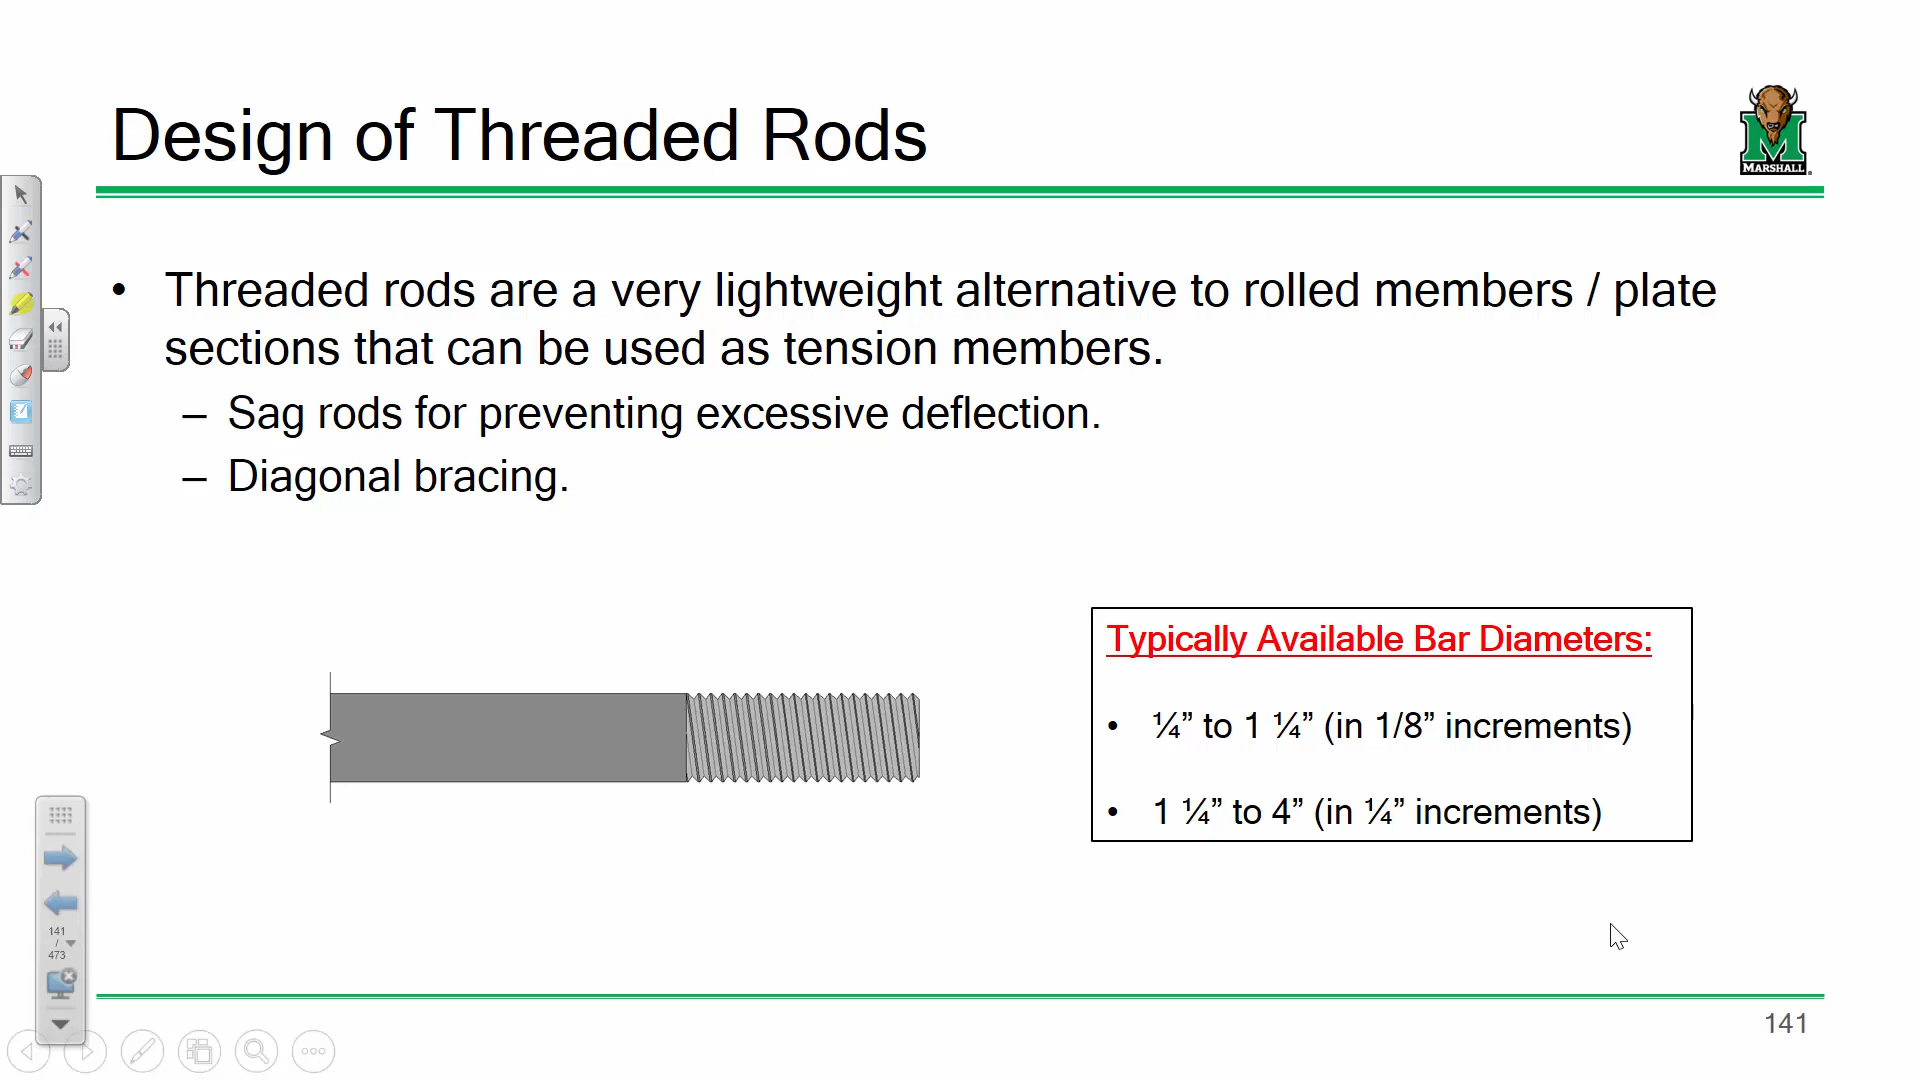 Design of Threaded Rods
MARSHALL
• Threaded rods are a very lightweight alternative to rolled members / plate
sections that can be used as tension members.
– Sag rods for preventing excessive deflection.
– Diagonal bracing.
Typically Available Bar Diameters:
• ¼” to 1 ¼” (in 1/8” increments)
• 1 ¼” to 4” (in ¼” increments)
141
/
473
141